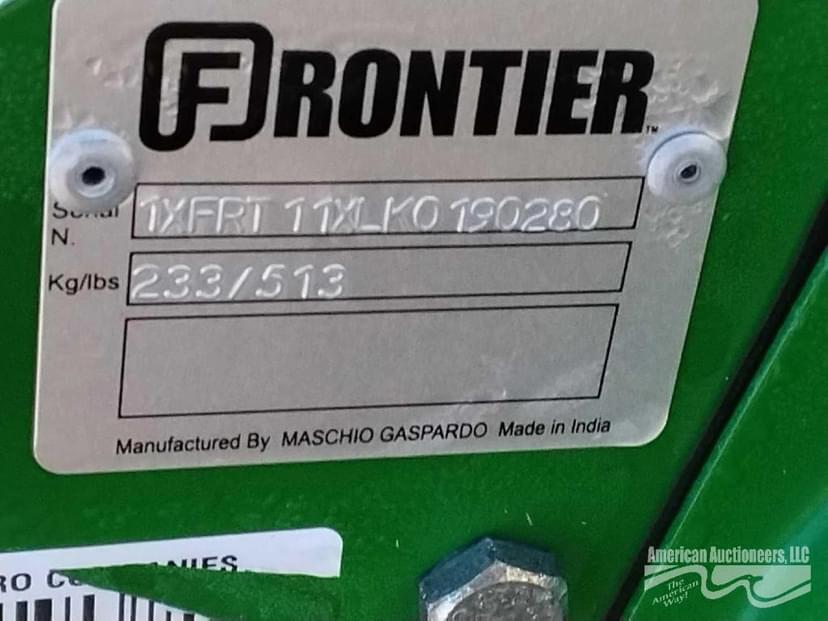 FRONTIER™
Serial 1XFRT11XLK0190280
N.
Kg/lbs 233/513
Manufactured By MASCHIO GASPARDO Made in India
American Auctioneers, LLC
The
American
Way!